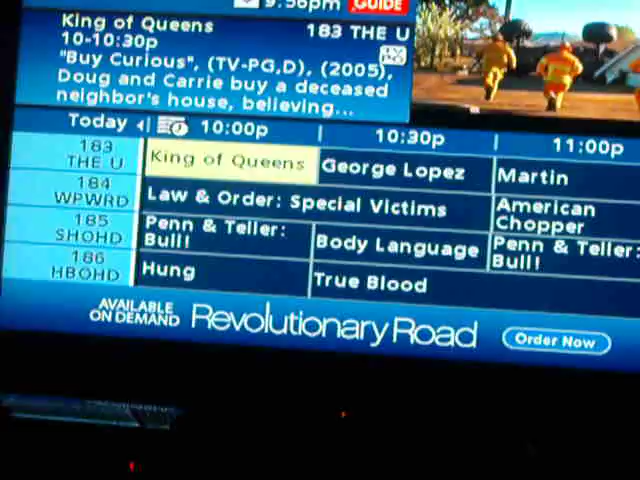 9:56pm GUIDE
King of Queens 183 THE U
10-10:30p TV PG
"Buy Curious", (TV-PG,D), (2005),
Doug and Carrie buy a deceased
neighbor's house, believing...
Today 10:00p 10:30p 11:00p
183
THE U
King of Queens
George Lopez
Martin
184
WPWRD
Law & Order: Special Victims
American
Chopper
185
SHOHD
Penn & Teller:
Bull!
Body Language
Penn & Teller:
Bull!
186
HBOHD
Hung
True Blood
AVAILABLE
ON DEMAND
Revolutionary Road
Order Now